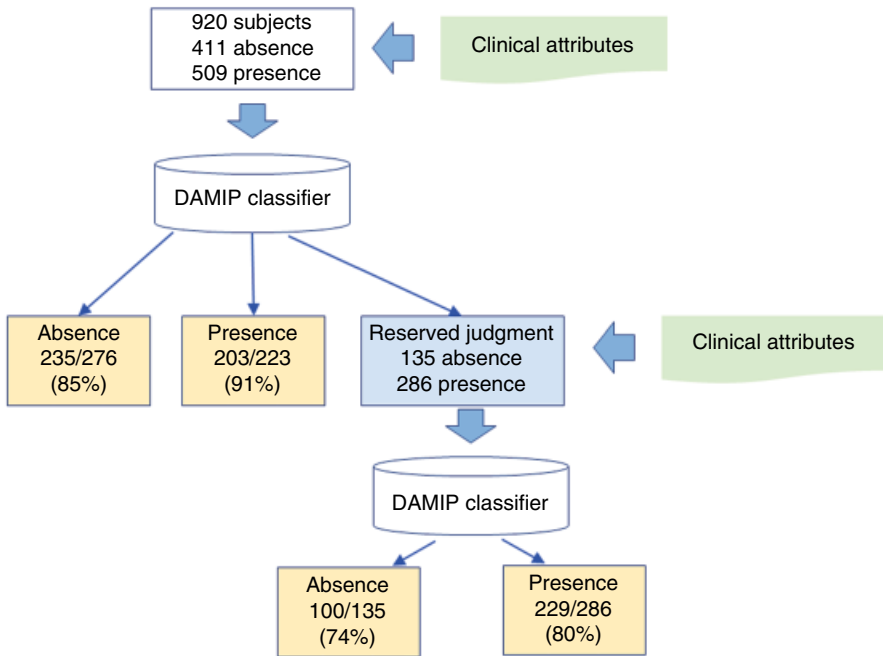 920 subjects
411 absence
509 presence
Clinical attributes
DAMIP classifier
Absence
235/276
(85%)
Presence
203/223
(91%)
Reserved judgment
135 absence
286 presence
Clinical attributes
DAMIP classifier
Absence
100/135
(74%)
Presence
229/286
(80%)